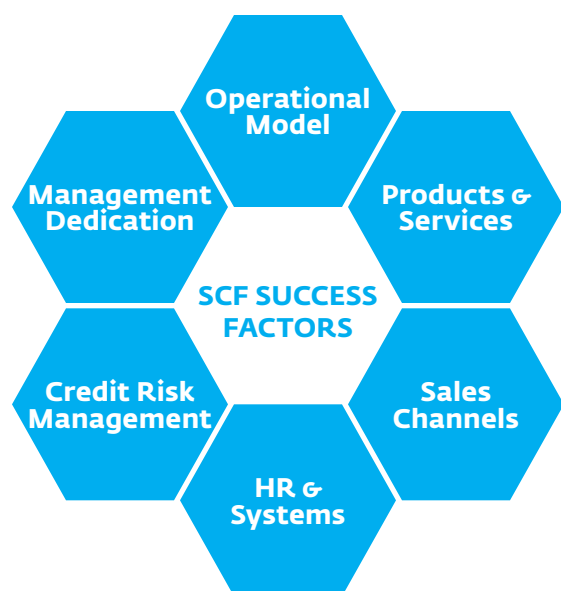 Operational
Model
Management
Dedication
Products &
Services
SCF SUCCESS
FACTORS
Credit Risk
Management
Sales
Channels
HR &
Systems